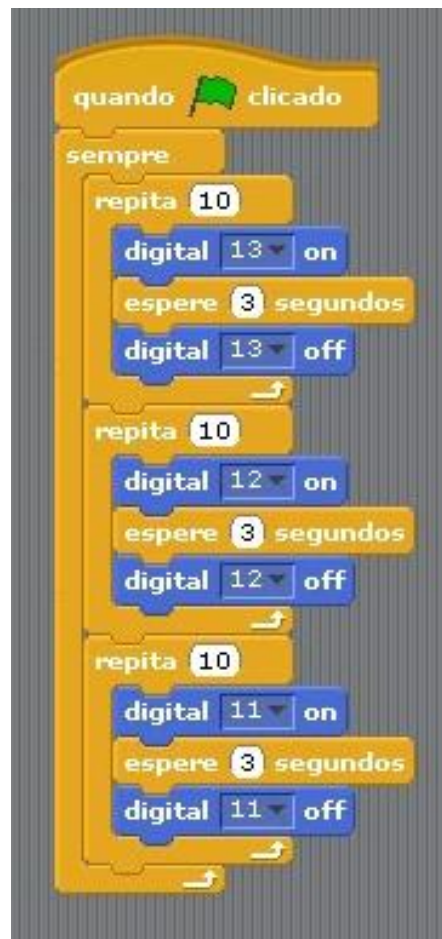 quando clicado
sempre
repita 10
digital 13 on
espere 3 segundos
digital 13 off
repita 10
digital 12 on
espere 3 segundos
digital 12 off
repita 10
digital 11 on
espere 3 segundos
digital 11 off